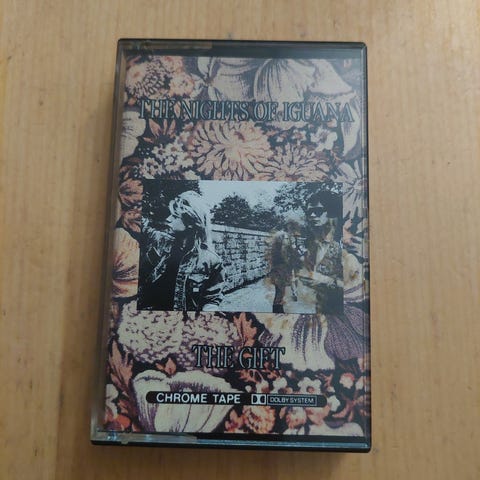 THE NIGHTS OF IGUANA
THE GIFT
CHROME TAPE DOLBY SYSTEM